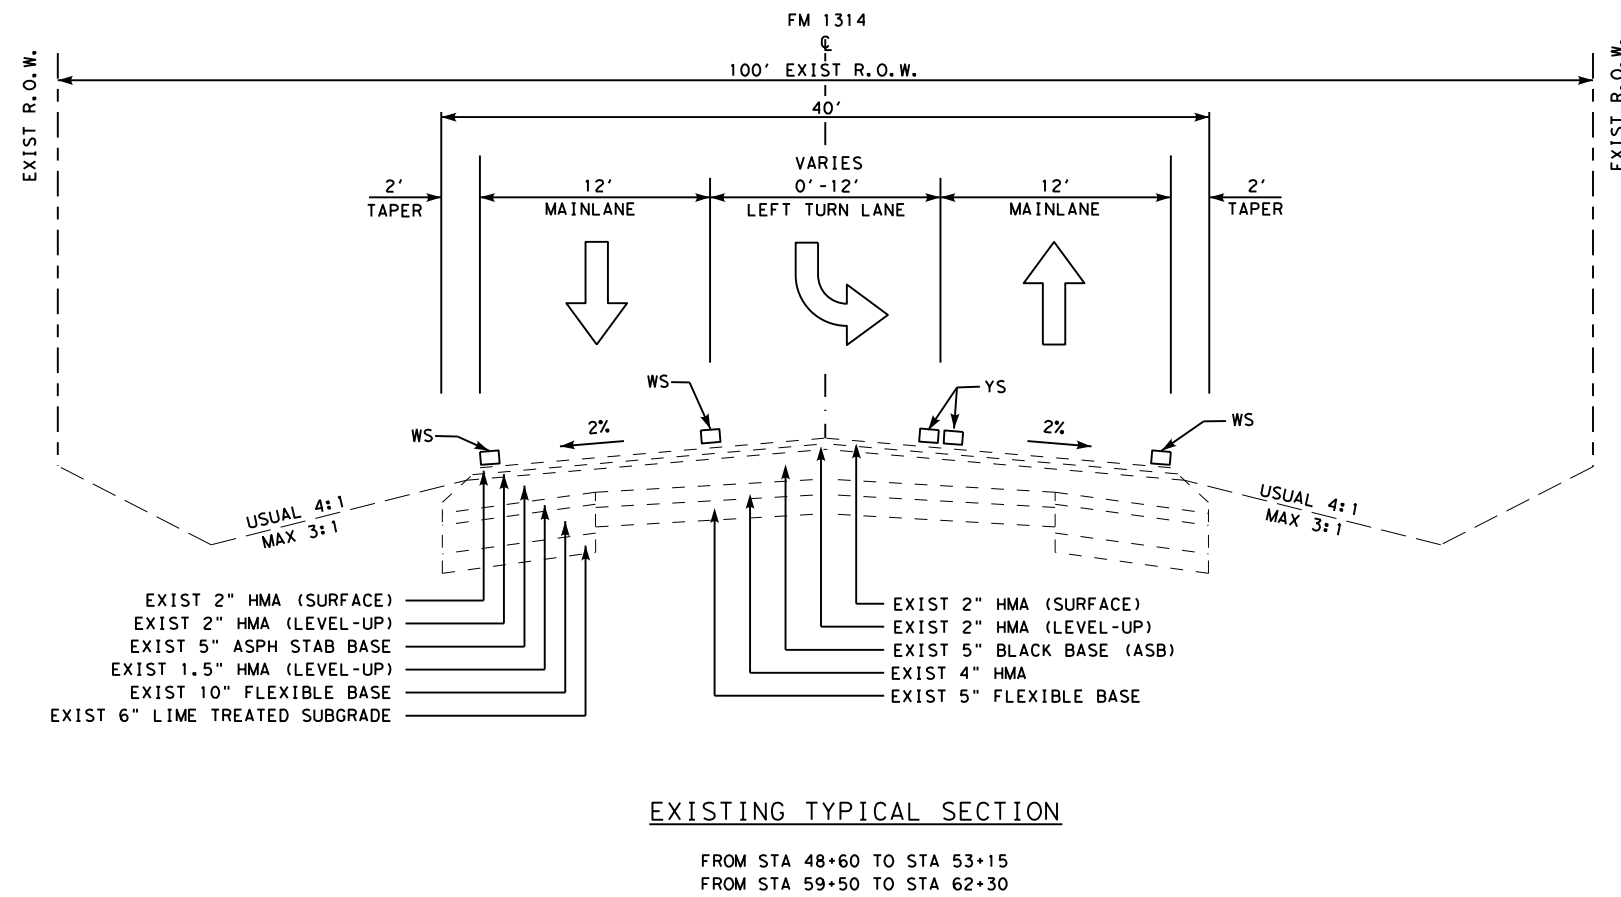 FM 1314
℄
100' EXIST R.O.W.
EXIST R.O.W.
EXIST R.O.W.
40'
VARIES
2'
12'
0'-12'
12'
2'
TAPER
MAINLANE
LEFT TURN LANE
MAINLANE
TAPER
WS
YS
WS
2%
2%
WS
USUAL 4:1
MAX 3:1
USUAL 4:1
MAX 3:1
EXIST 2" HMA (SURFACE)
EXIST 2" HMA (LEVEL-UP)
EXIST 5" ASPH STAB BASE
EXIST 1.5" HMA (LEVEL-UP)
EXIST 10" FLEXIBLE BASE
EXIST 6" LIME TREATED SUBGRADE
EXIST 2" HMA (SURFACE)
EXIST 2" HMA (LEVEL-UP)
EXIST 5" BLACK BASE (ASB)
EXIST 4" HMA
EXIST 5" FLEXIBLE BASE
EXISTING TYPICAL SECTION
FROM STA 48+60 TO STA 53+15
FROM STA 59+50 TO STA 62+30